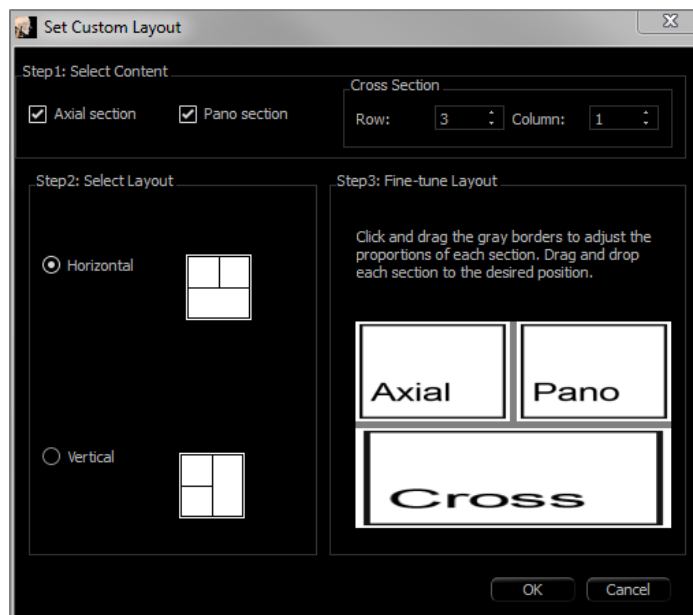 Set Custom Layout
Step1: Select Content
Axial section
Pano section
Cross Section
Row:
3
Column:
1
Step2: Select Layout
Horizontal
Vertical
Step3: Fine-tune Layout
Click and drag the gray borders to adjust the
proportions of each section. Drag and drop
each section to the desired position.
Axial
Pano
Cross
OK
Cancel